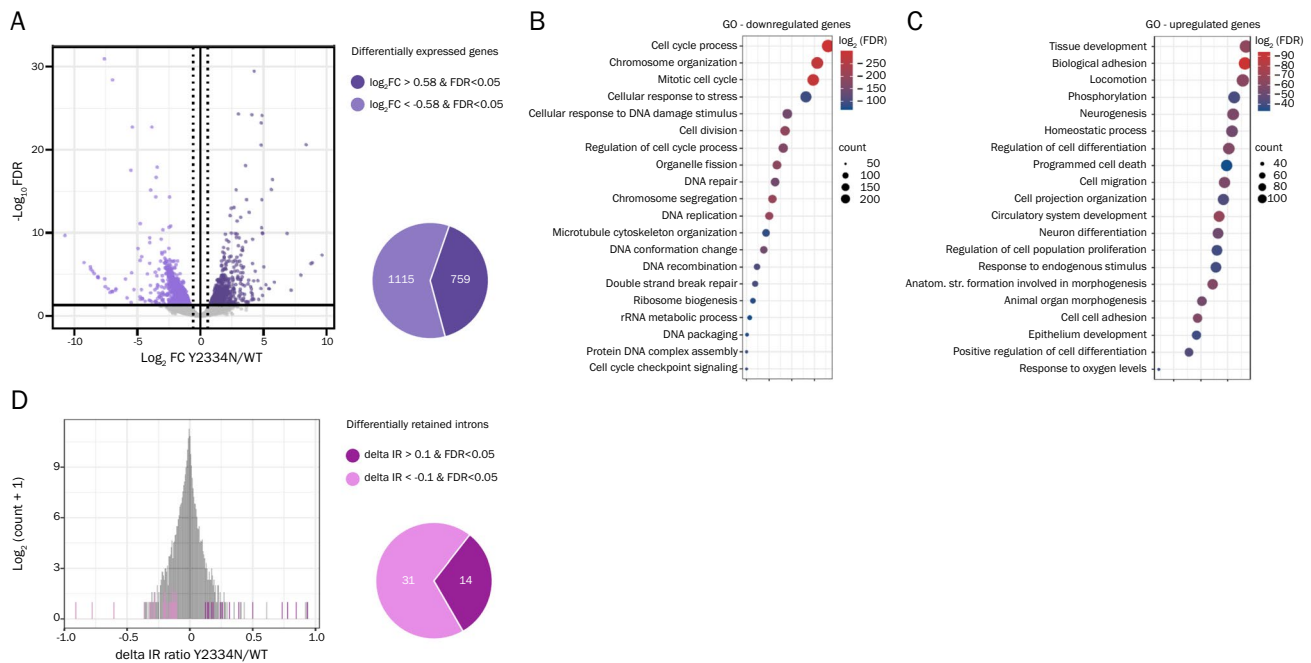 A
Differentially expressed genes
log2FC > 0.58 & FDR<0.05
log2FC < -0.58 & FDR<0.05
-Log10 FDR
30
20
10
0
-10
-5
0
5
10
Log2 FC Y2334N/WT
1115
759
B
GO - downregulated genes
Cell cycle process
Chromosome organization
Mitotic cell cycle
Cellular response to stress
Cellular response to DNA damage stimulus
Cell division
Regulation of cell cycle process
Organelle fission
DNA repair
Chromosome segregation
DNA replication
Microtubule cytoskeleton organization
DNA conformation change
DNA recombination
Double strand break repair
Ribosome biogenesis
rRNA metabolic process
DNA packaging
Protein DNA complex assembly
Cell cycle checkpoint signaling
log2 (FDR)
- 250
- 200
- 150
- 100
count
50
100
150
200
C
GO - upregulated genes
Tissue development
Biological adhesion
Locomotion
Phosphorylation
Neurogenesis
Homeostatic process
Regulation of cell differentiation
Programmed cell death
Cell migration
Cell projection organization
Circulatory system development
Neuron differentiation
Regulation of cell population proliferation
Response to endogenous stimulus
Anatom. str. formation involved in morphogenesis
Animal organ morphogenesis
Cell cell adhesion
Epithelium development
Positive regulation of cell differentiation
Response to oxygen levels
log2 (FDR)
-90
-80
-70
-60
-50
-40
count
40
60
80
100
D
Differentially retained introns
delta IR > 0.1 & FDR<0.05
delta IR < -0.1 & FDR<0.05
Log2 (count + 1)
9
6
3
0
-1.0
-0.5
0
0.5
1.0
delta IR ratio Y2334N/WT
31
14